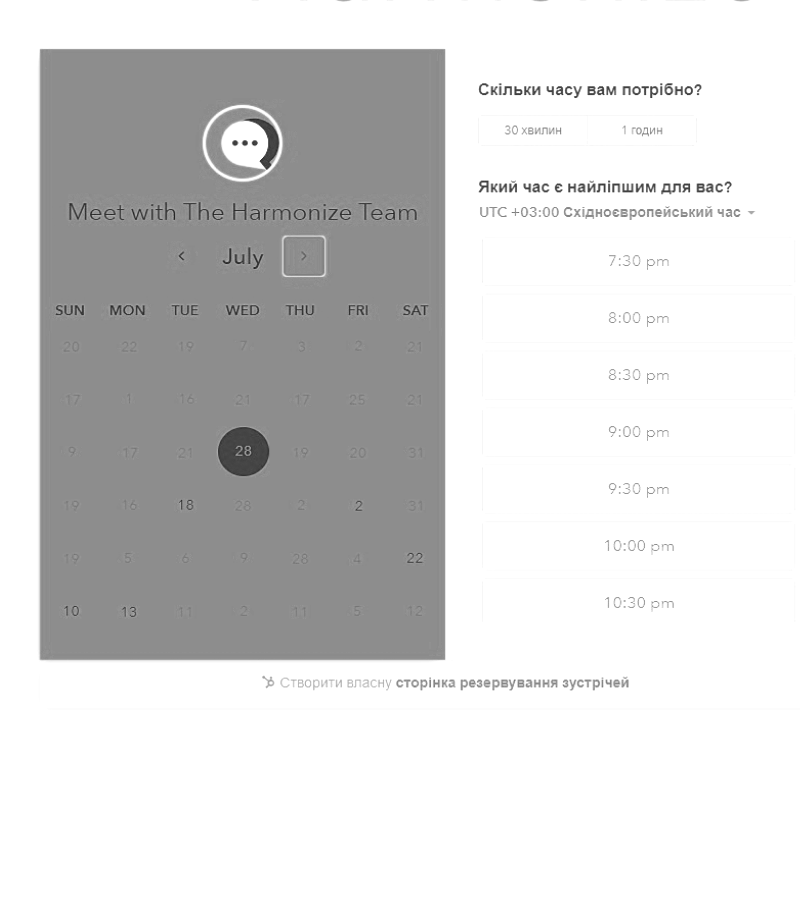 Meet with The Harmonize Team
July
SUN MON TUE WED THU FRI SAT
20 22 19 7 3 2 21
17 1 16 21 17 25 21
9 17 21 28 19 20 31
19 16 18 28 2 2 31
19 5 6 9 28 4 22
10 13 11 2 11 5 12
Скільки часу вам потрібно?
30 хвилин 1 годин
Який час є найліпшим для вас?
UTC +03:00 Східноєвропейський час
7:30 pm
8:00 pm
8:30 pm
9:00 pm
9:30 pm
10:00 pm
10:30 pm
Створити власну сторінка резервування зустрічей